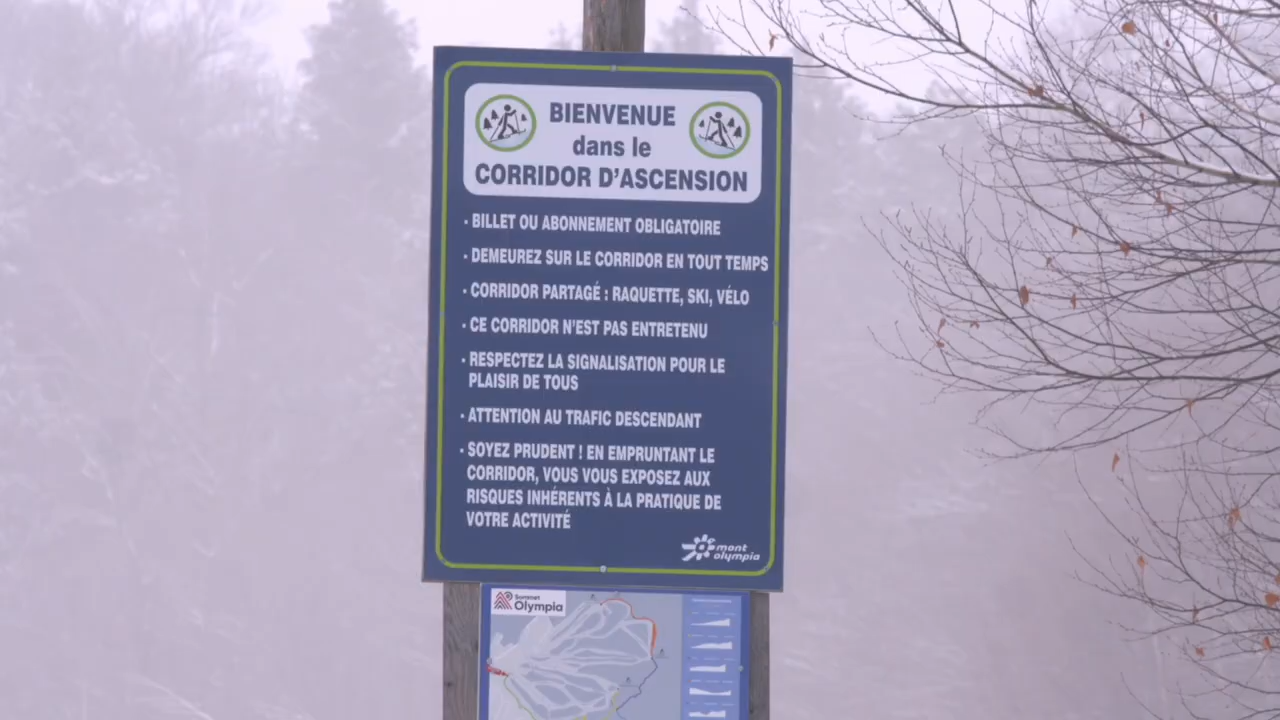 BIENVENUE
dans le
CORRIDOR D'ASCENSION
· BILLET OU ABONNEMENT OBLIGATOIRE
· DEMEUREZ SUR LE CORRIDOR EN TOUT TEMPS
· CORRIDOR PARTAGÉ : RAQUETTE, SKI, VÉLO
· CE CORRIDOR N'EST PAS ENTRETENU
· RESPECTEZ LA SIGNALISATION POUR LE
PLAISIR DE TOUS
· ATTENTION AU TRAFIC DESCENDANT
· SOYEZ PRUDENT ! EN EMPRUNTANT LE
CORRIDOR, VOUS VOUS EXPOSEZ AUX
RISQUES INHÉRENTS À LA PRATIQUE DE
VOTRE ACTIVITÉ
mont
olympia
Sommet
Olympia